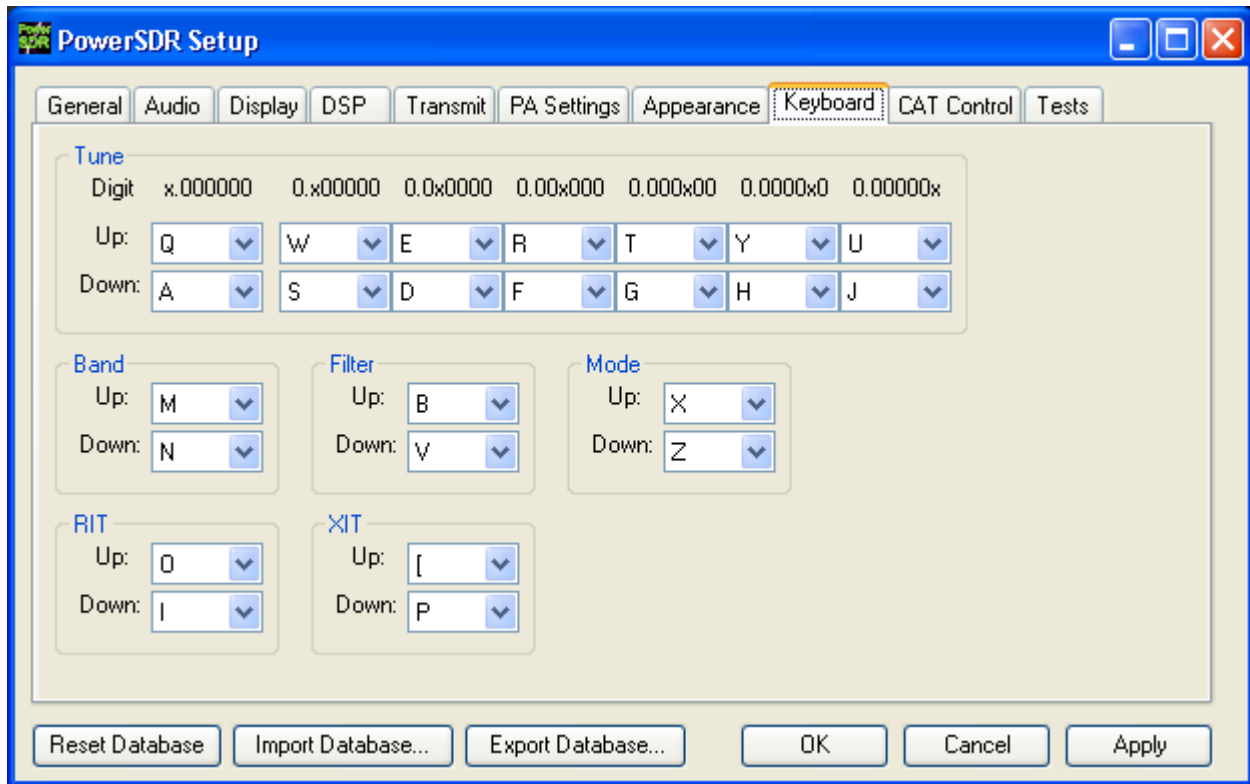 PowerSDR Setup
General Audio Display DSP Transmit PA Settings Appearance Keyboard CAT Control Tests
Tune
Digit x.000000 0.x00000 0.0x0000 0.00x000 0.000x00 0.0000x0 0.00000x
Up: Q W E R T Y U
Down: A S D F G H J
Band Filter Mode
Up: M Up: B Up: X
Down: N Down: V Down: Z
RIT XIT
Up: O Up: [
Down: I Down: P
Reset Database Import Database... Export Database... OK Cancel Apply